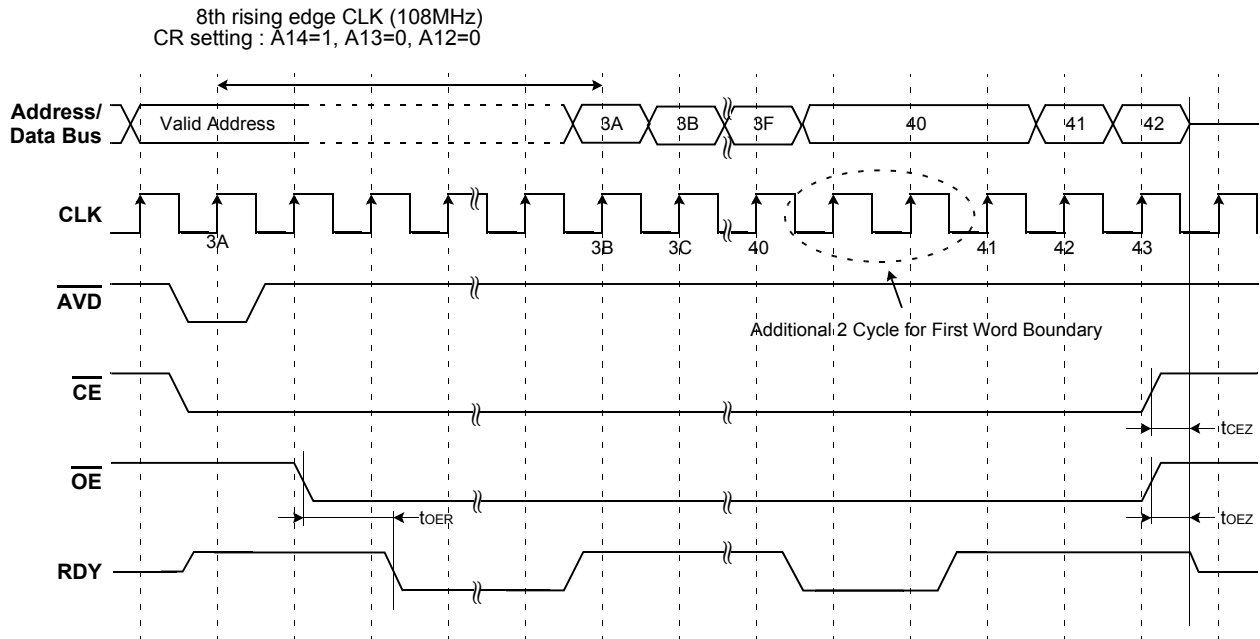 8th rising edge CLK (108MHz)
CR setting : A14=1, A13=0, A12=0
Address/
Data Bus
Valid Address
3A
3B
3F
40
41
42
CLK
3A
3B
3C
40
41
42
43
AVD
Additional 2 Cycle for First Word Boundary
CE
tCEZ
OE
tOER
tOEZ
RDY